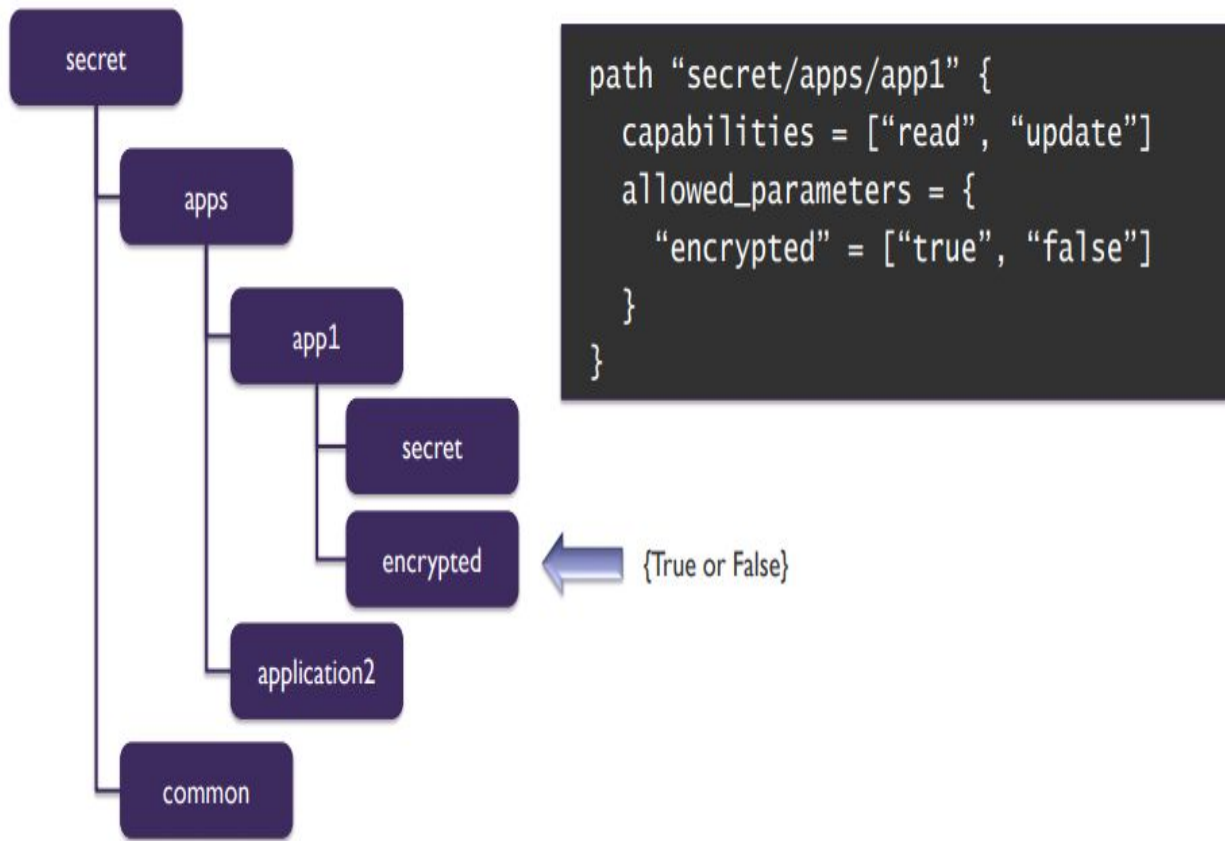 secret
apps
app1
secret
encrypted
{True or False}
application2
common
path “secret/apps/app1” {
capabilities = [“read”, “update”]
allowed_parameters = {
“encrypted” = [“true”, “false”]
}
}